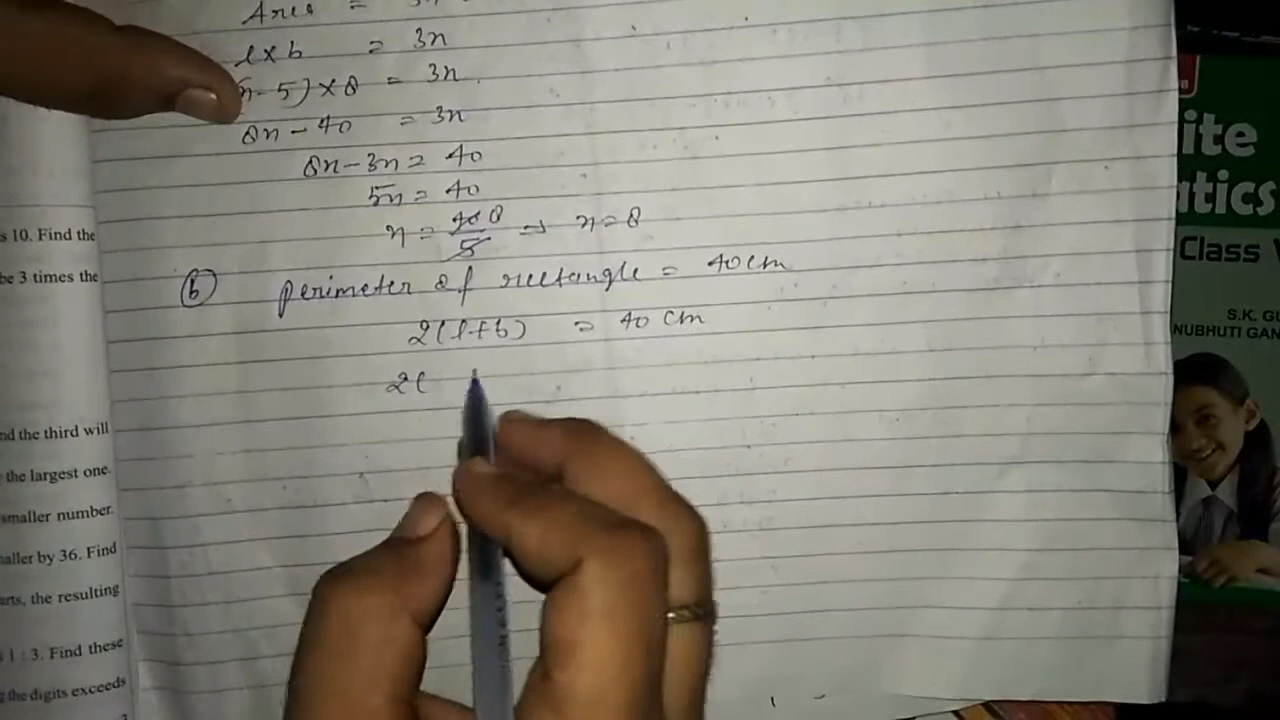 Area =
l × b = 3x
x - 5) × 8 = 3x
8x - 40 = 3x
8x - 3x = 40
5x = 40
x = 40 8 / 5 ⇒ x = 8
(b) perimeter of rectangle = 40cm
2(l+b) = 40 cm
2(
s 10. Find the
be 3 times the
nd the third will
the largest one.
smaller number.
aller by 36. Find
arts, the resulting
1 : 3. Find these
the digits exceeds
ite
tics
Class
S.K. GU
NUBHUTI GAN